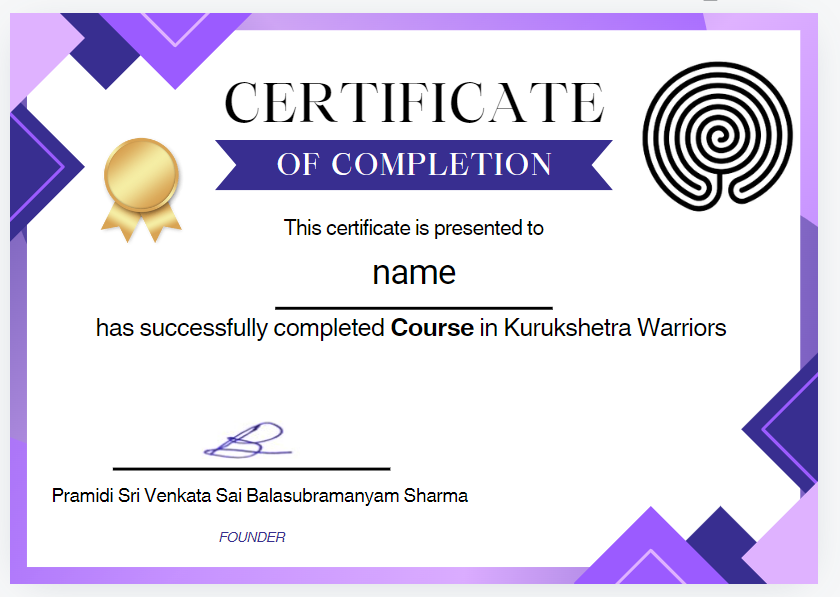 CERTIFICATE
OF COMPLETION
This certificate is presented to
name
has successfully completed Course in Kurukshetra Warriors
Pramidi Sri Venkata Sai Balasubramanyam Sharma
FOUNDER